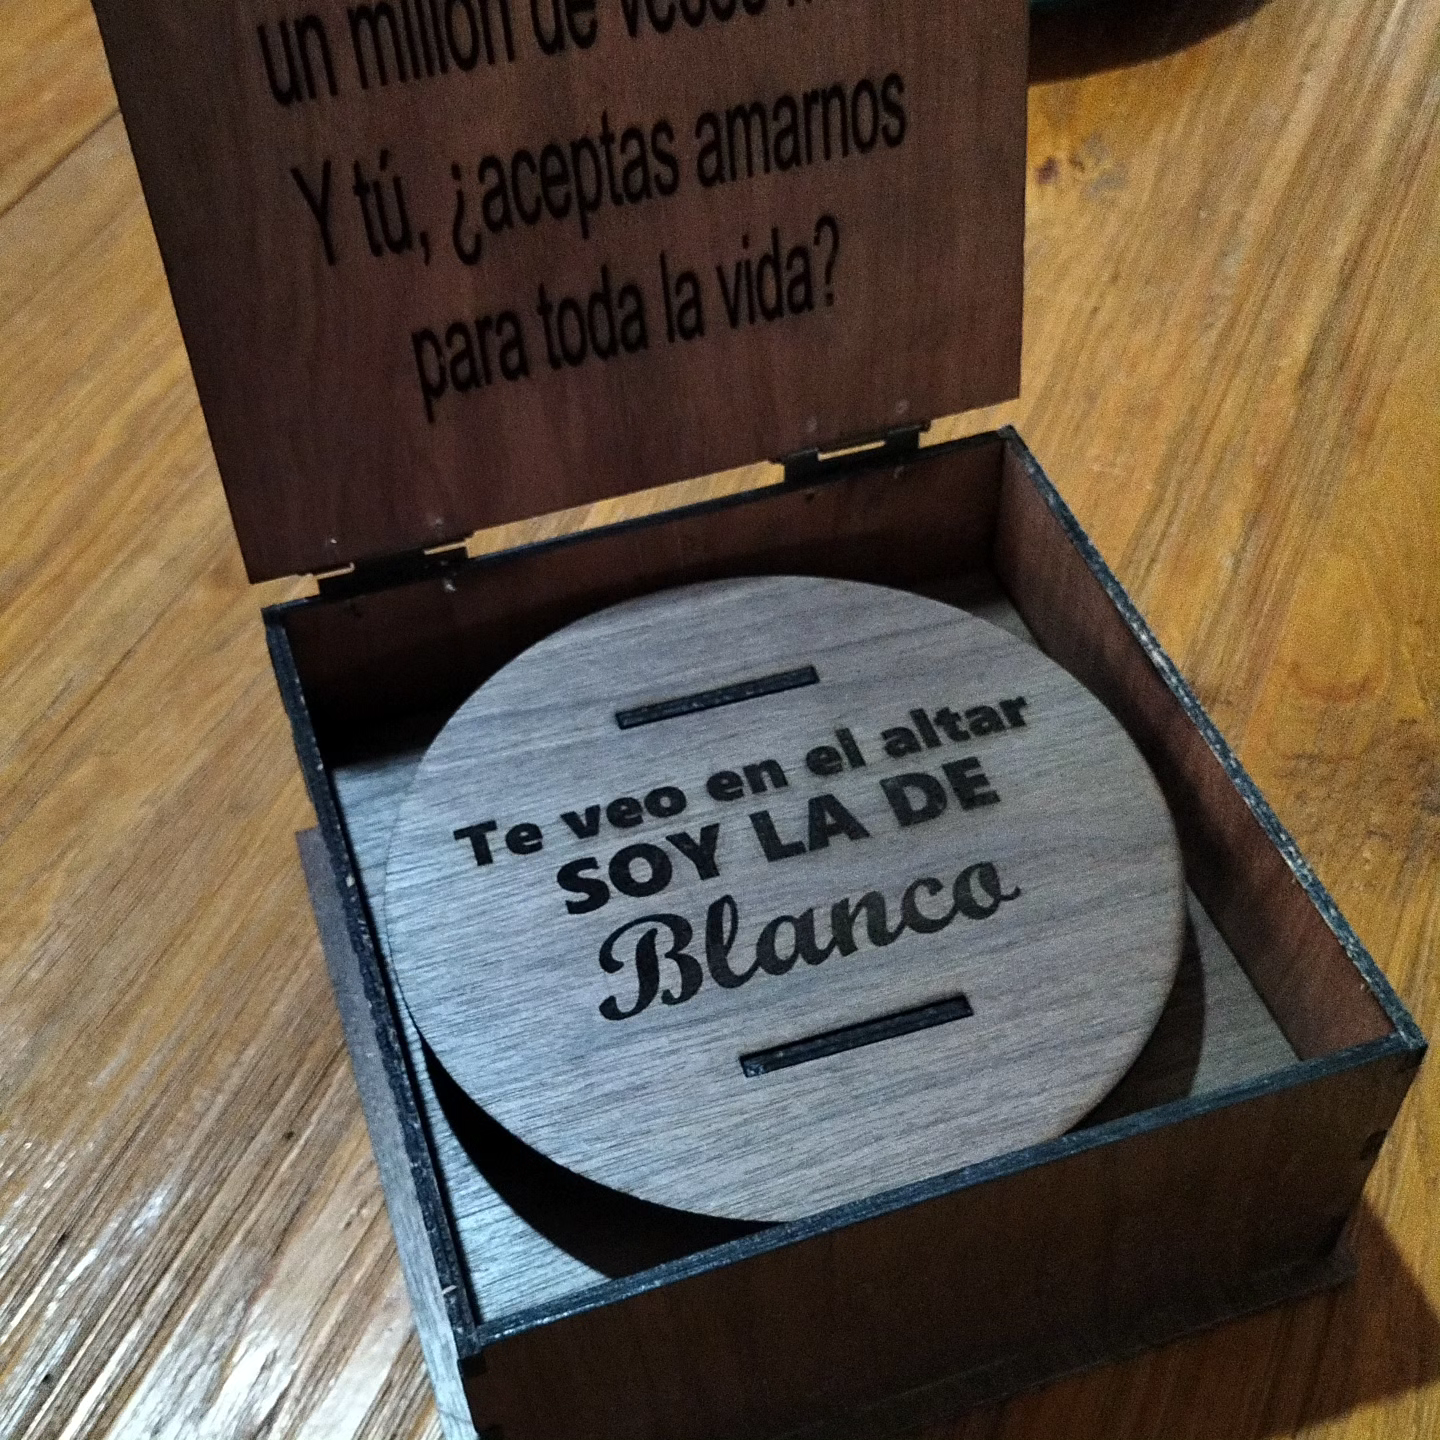 un millón de veces
Y tú, ¿aceptas amarnos
para toda la vida?
Te veo en el altar
SOY LA DE
Blanco